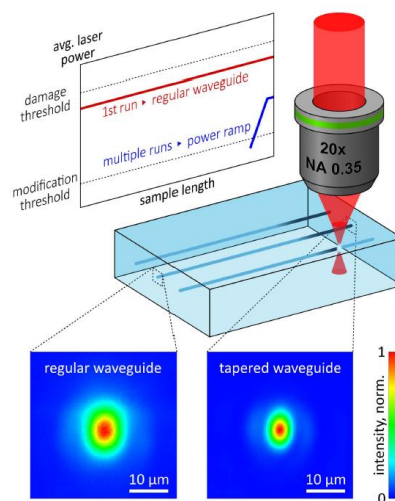 avg. laser
power
damage
threshold
1st run ▸ regular waveguide
multiple runs ▸ power ramp
modification
threshold
sample length
20x
NA 0.35
regular waveguide
10 µm
tapered waveguide
10 µm
1
intensity, norm.
0